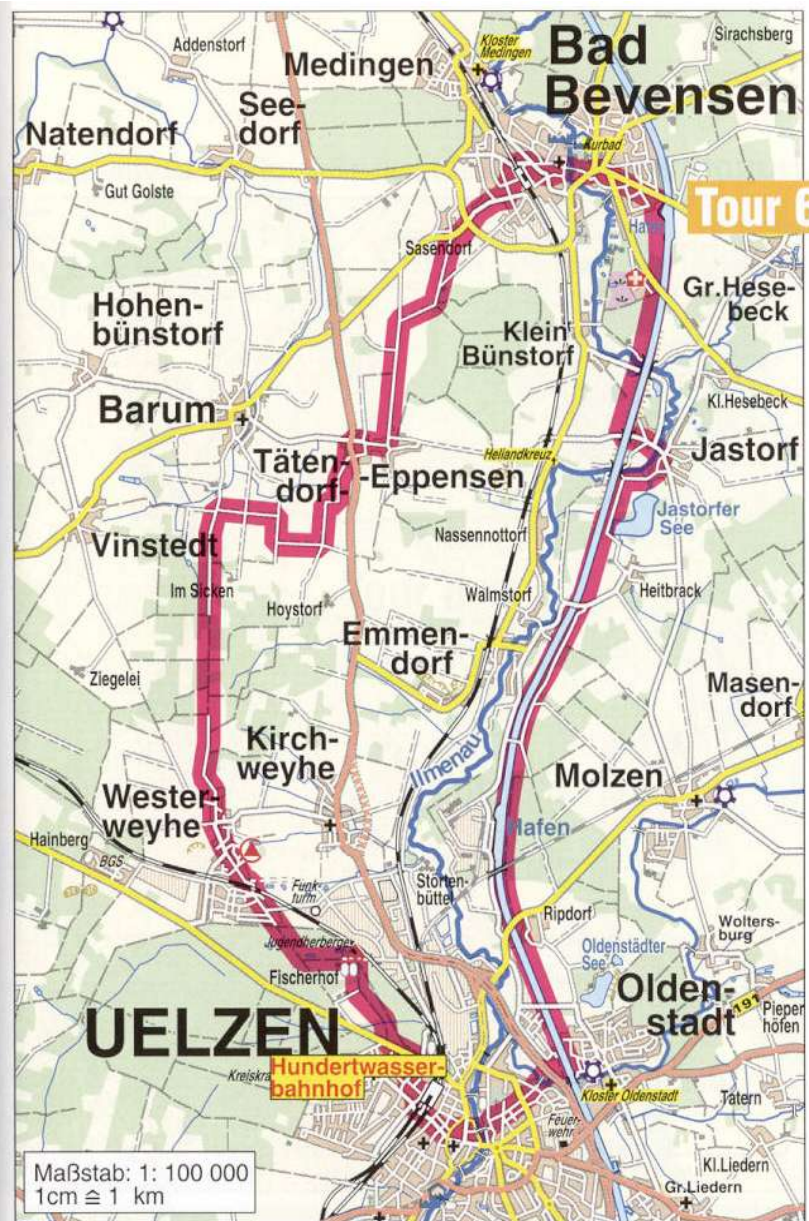 Addenstorf
Kloster
Medingen
Bad
Bevensen
Sirachsberg
Medingen
See-
dorf
Natendorf
Kurbad
Gut Golste
Tour 6
Hafen
Sasendorf
Gr.Hese-
beck
Hohen-
bünstorf
Klein
Bünstorf
Kl.Hesebeck
Barum
Täten-
dorf-
-Eppensen
Heliandkreuz
Jastorf
Jastorfer
See
Vinstedt
Nassennottorf
Im Sicken
Hoystorf
Walmstorf
Heitbrack
Emmen-
dorf
Ziegelei
Masen-
dorf
Kirch-
weyhe
Ilmenau
Molzen
Wester-
weyhe
Hafen
Hainberg
BGS
Funk-
turm
Storten-
büttel
Ripdorf
Wolters-
burg
Jugendherberge
Oldenstädter
See
Fischerhof
Olden-
stadt
191
Pieper
höfen
UELZEN
Hundertwasser-
bahnhof
Kreiskra
Kloster Oldenstadt
Tatern
Feuer-
wehr
Kl.Liedern
Gr.Liedern
Maßstab: 1: 100 000
1cm ≙ 1 km